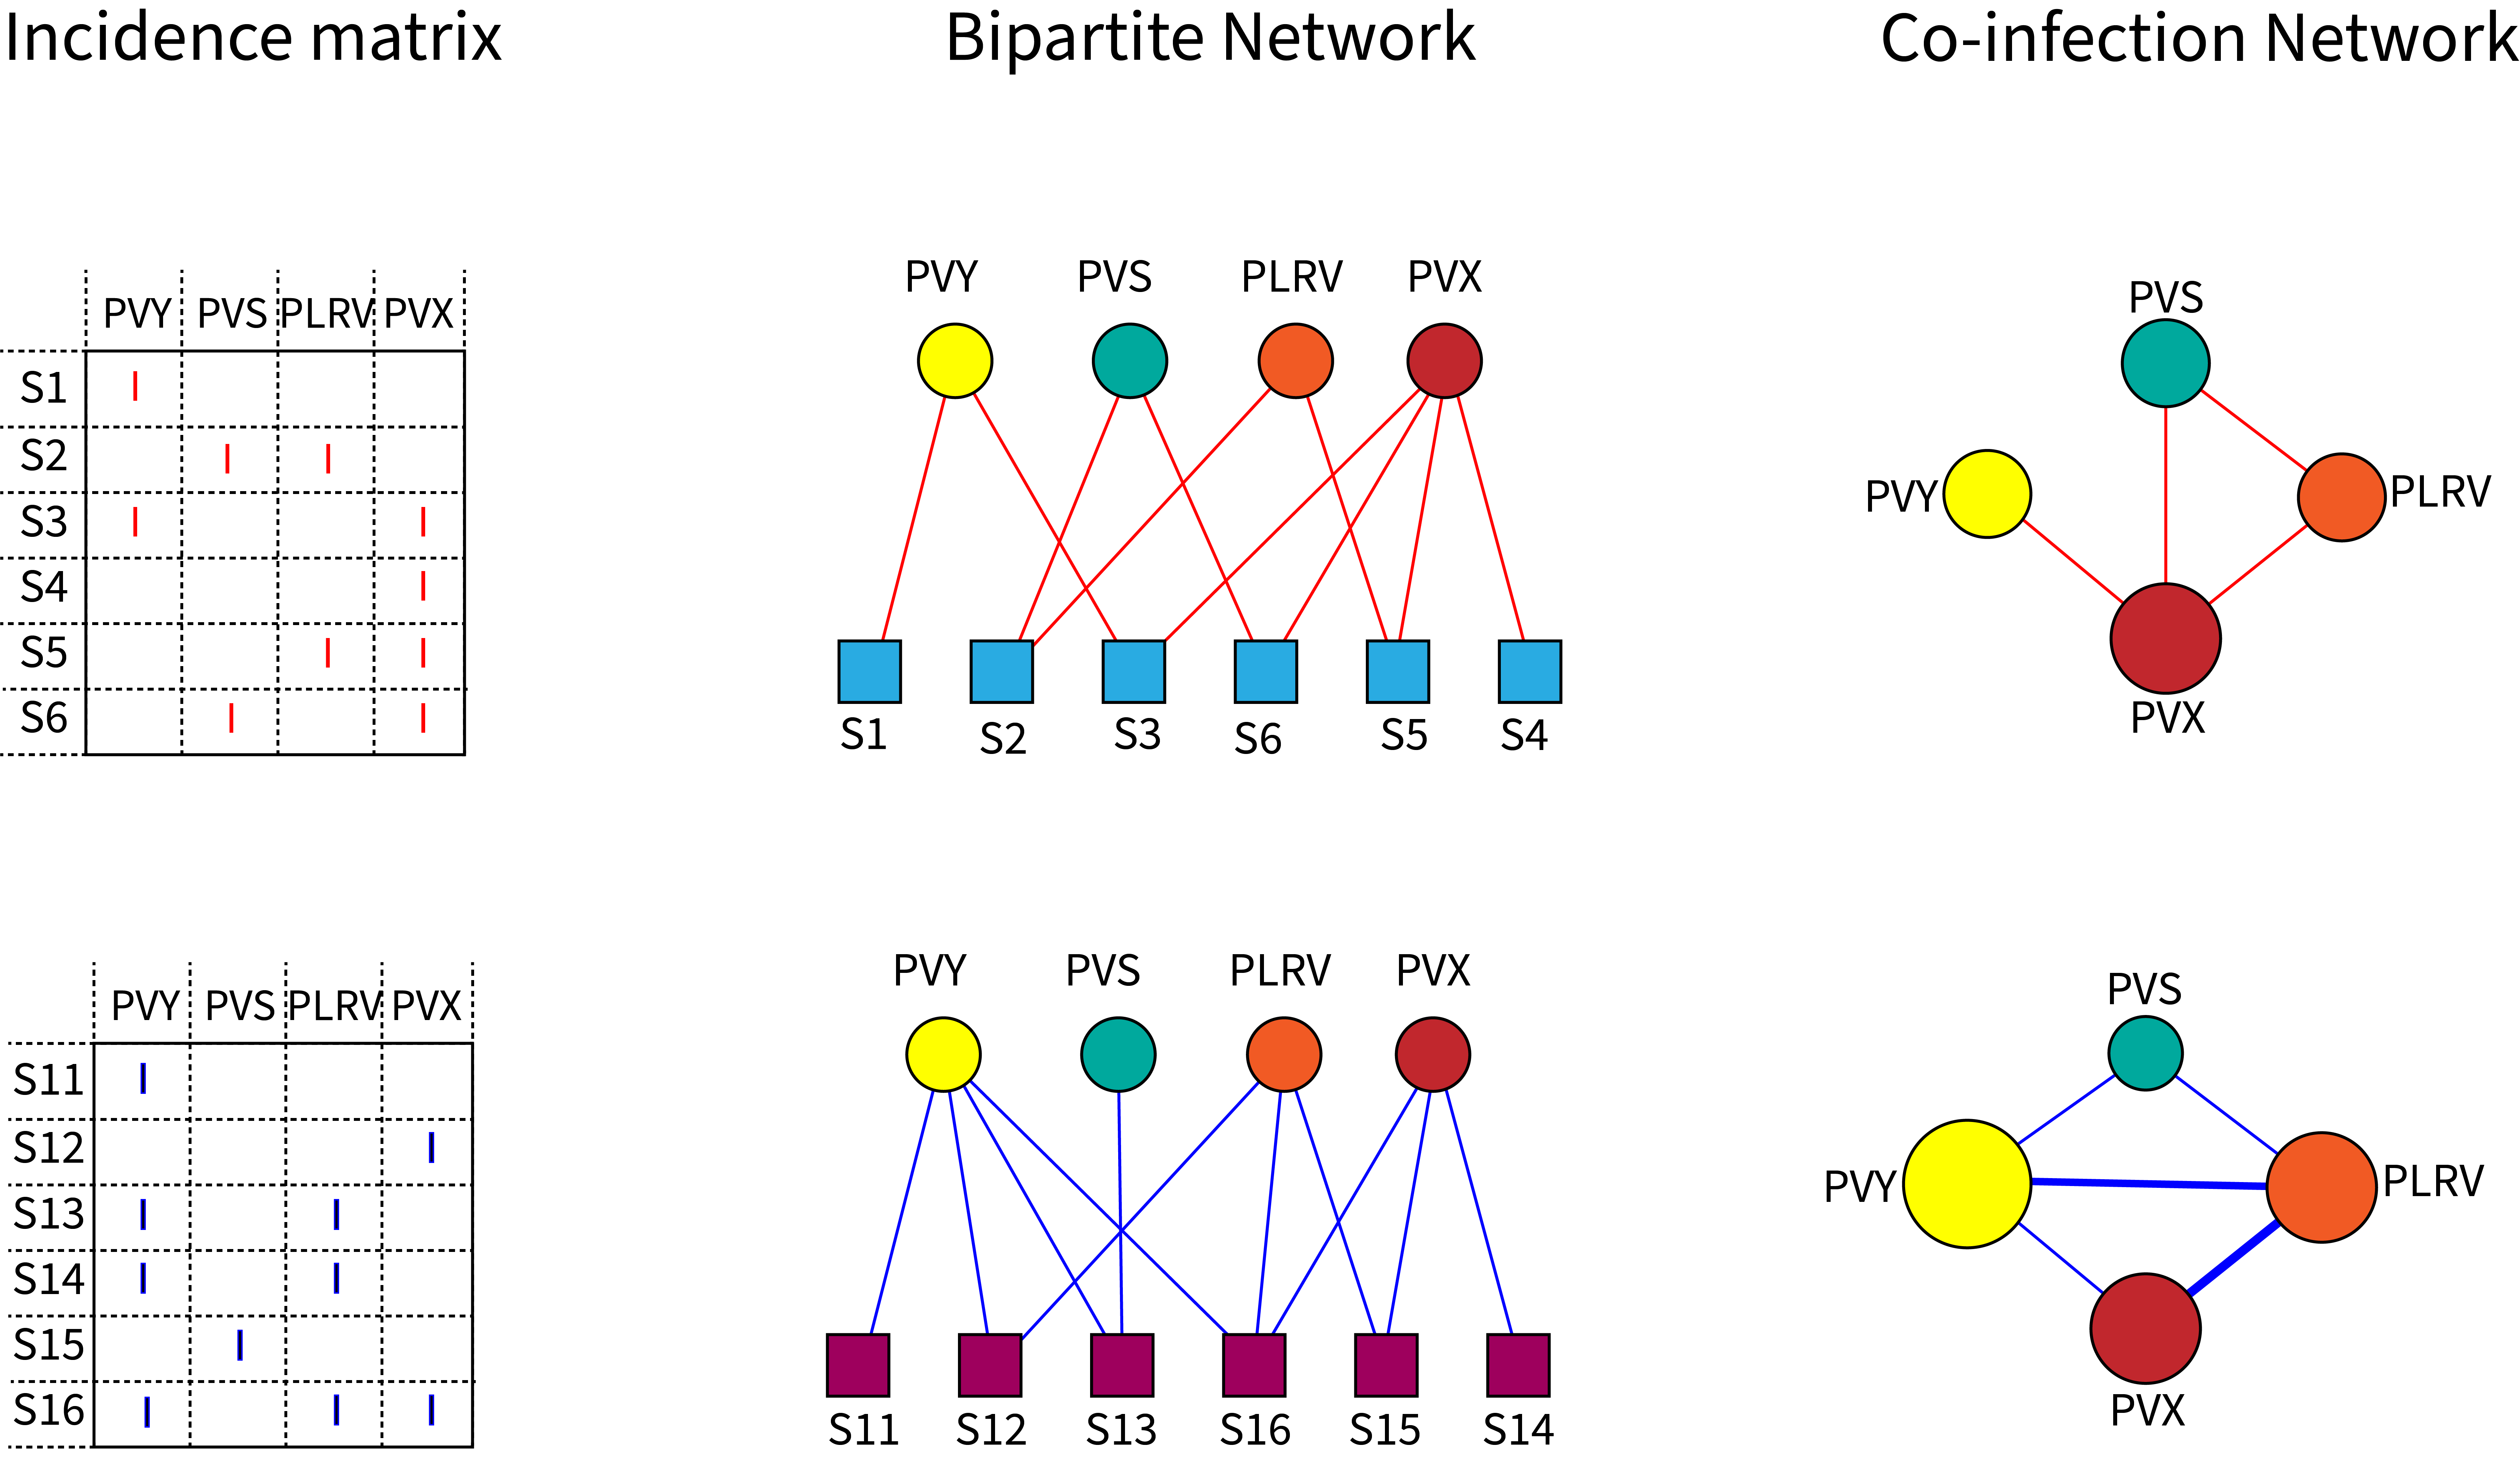 Incidence matrix
Bipartite Network
Co-infection Network
PVY PVS PLRV PVX
S1
S2
S3
S4
S5
S6
PVY PVS PLRV PVX
S1 S2 S3 S6 S5 S4
PVS
PVY
PLRV
PVX
PVY PVS PLRV PVX
S11
S12
S13
S14
S15
S16
PVY PVS PLRV PVX
S11 S12 S13 S16 S15 S14
PVS
PVY
PLRV
PVX